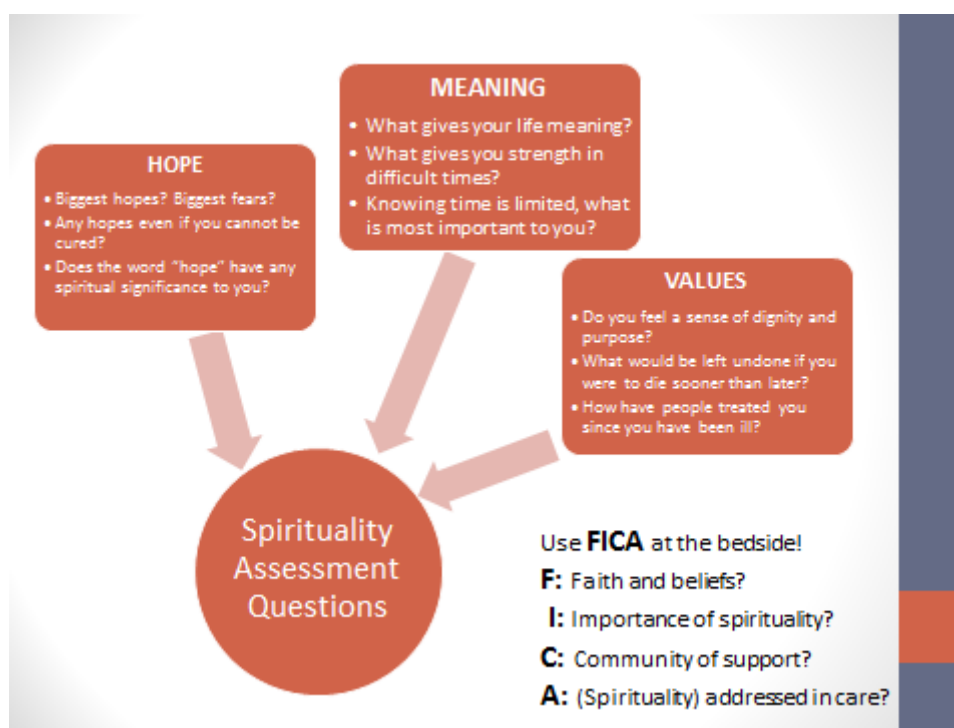 MEANING
• What gives your life meaning?
• What gives you strength in
difficult times?
• Knowing time is limited, what
is most important to you?
HOPE
• Biggest hopes? Biggest fears?
• Any hopes even if you cannot be
cured?
• Does the word “hope” have any
spiritual significance to you?
VALUES
• Do you feel a sense of dignity and
purpose?
• What would be left undone if you
were to die sooner than later?
• How have people treated you
since you have been ill?
Spirituality
Assessment
Questions
Use FICA at the bedside!
F: Faith and beliefs?
I: Importance of spirituality?
C: Community of support?
A: (Spirituality) addressed in care?